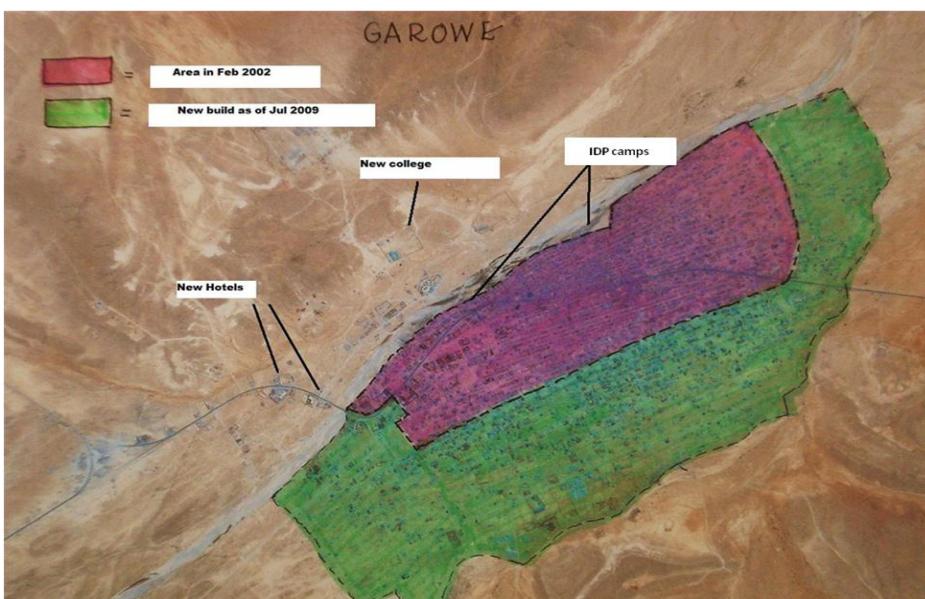 GAROWE
= Area in Feb 2002
= New build as of Jul 2009
IDP camps
New college
New Hotels